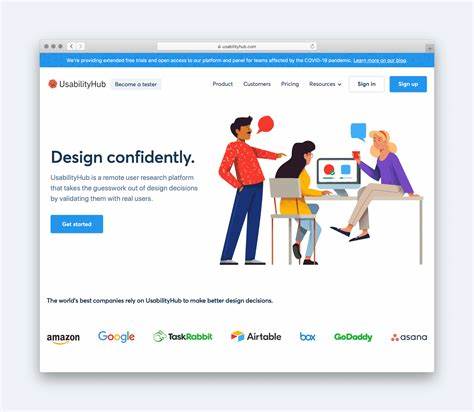 usabilityhub.com
We're providing extended free trials and open access to our platform and panel for teams affected by the COVID-19 pandemic. Learn more on our blog.
UsabilityHub Become a tester Product Customers Pricing Resources Sign in Sign up
Design confidently.
UsabilityHub is a remote user research platform
that takes the guesswork out of design decisions
by validating them with real users.
Get started
The world's best companies rely on UsabilityHub to make better design decisions.
amazon Google TaskRabbit Airtable box GoDaddy asana